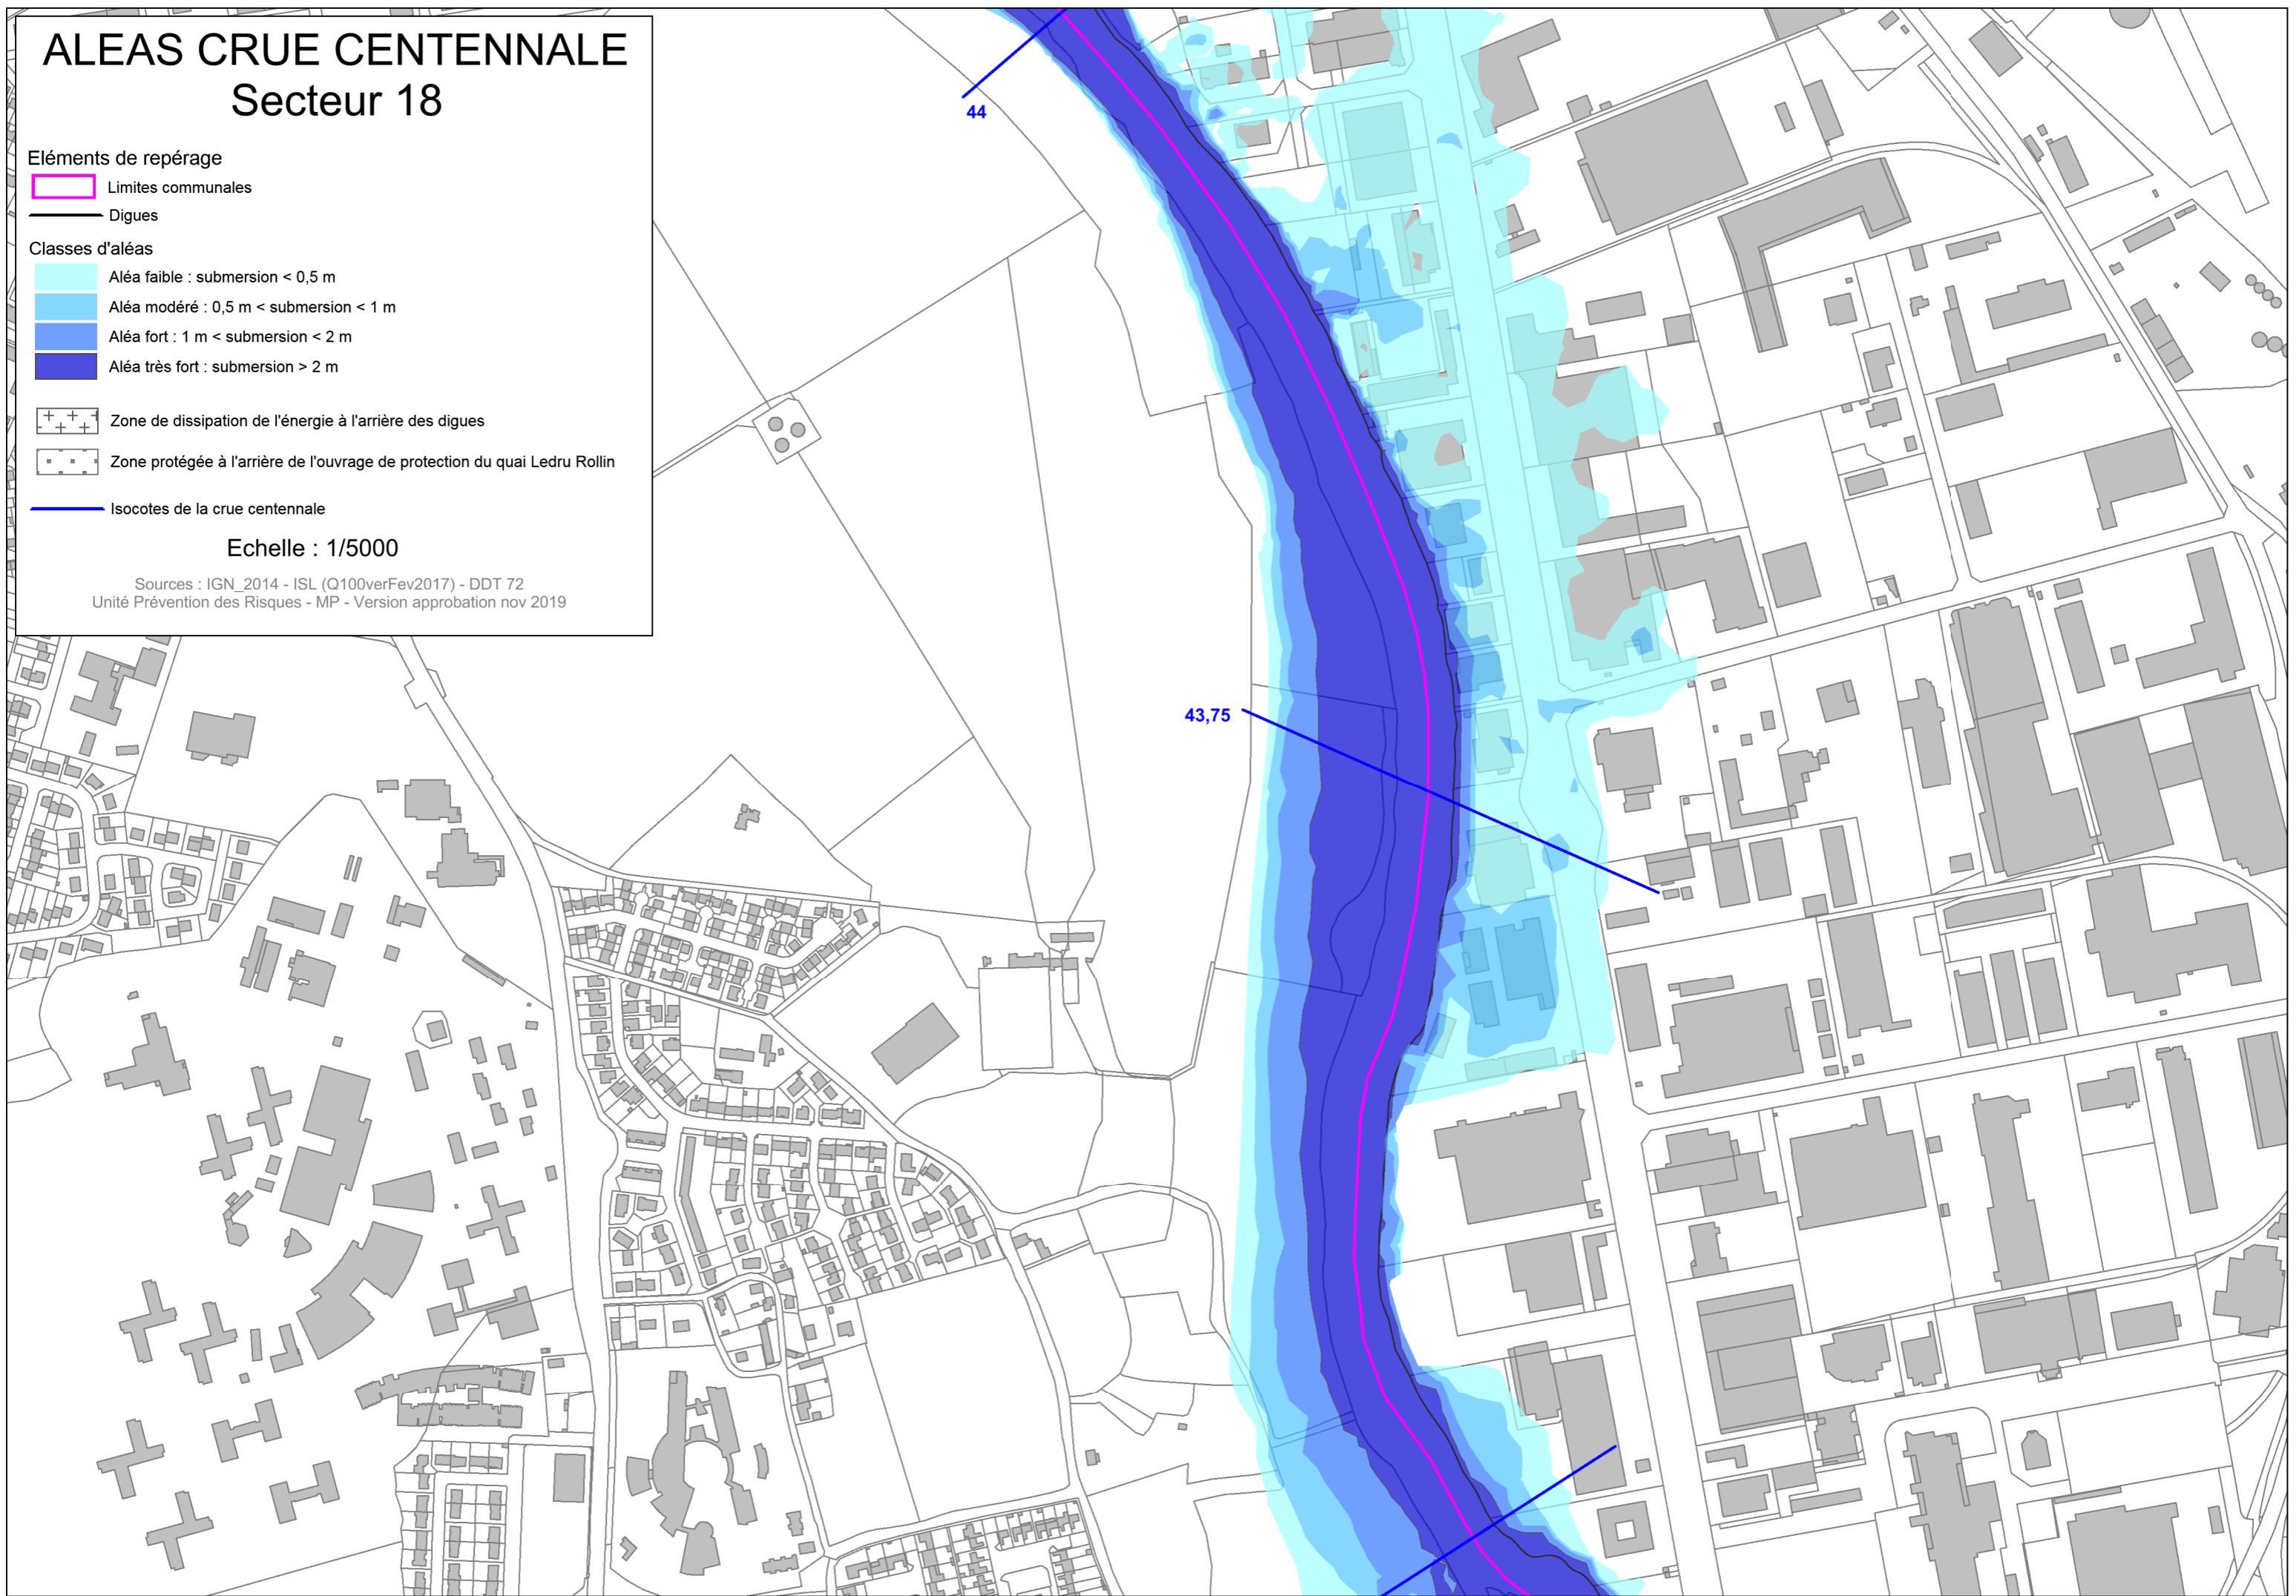 ALEAS CRUE CENTENNALE
Secteur 18
Eléments de repérage
Limites communales
Digues
Classes d'aléas
Aléa faible : submersion < 0,5 m
Aléa modéré : 0,5 m < submersion < 1 m
Aléa fort : 1 m < submersion < 2 m
Aléa très fort : submersion > 2 m
Zone de dissipation de l'énergie à l'arrière des digues
Zone protégée à l'arrière de l'ouvrage de protection du quai Ledru Rollin
Isocotes de la crue centennale
Echelle : 1/5000
Sources : IGN_2014 - ISL (Q100verFev2017) - DDT 72
Unité Prévention des Risques - MP - Version approbation nov 2019
44
43,75